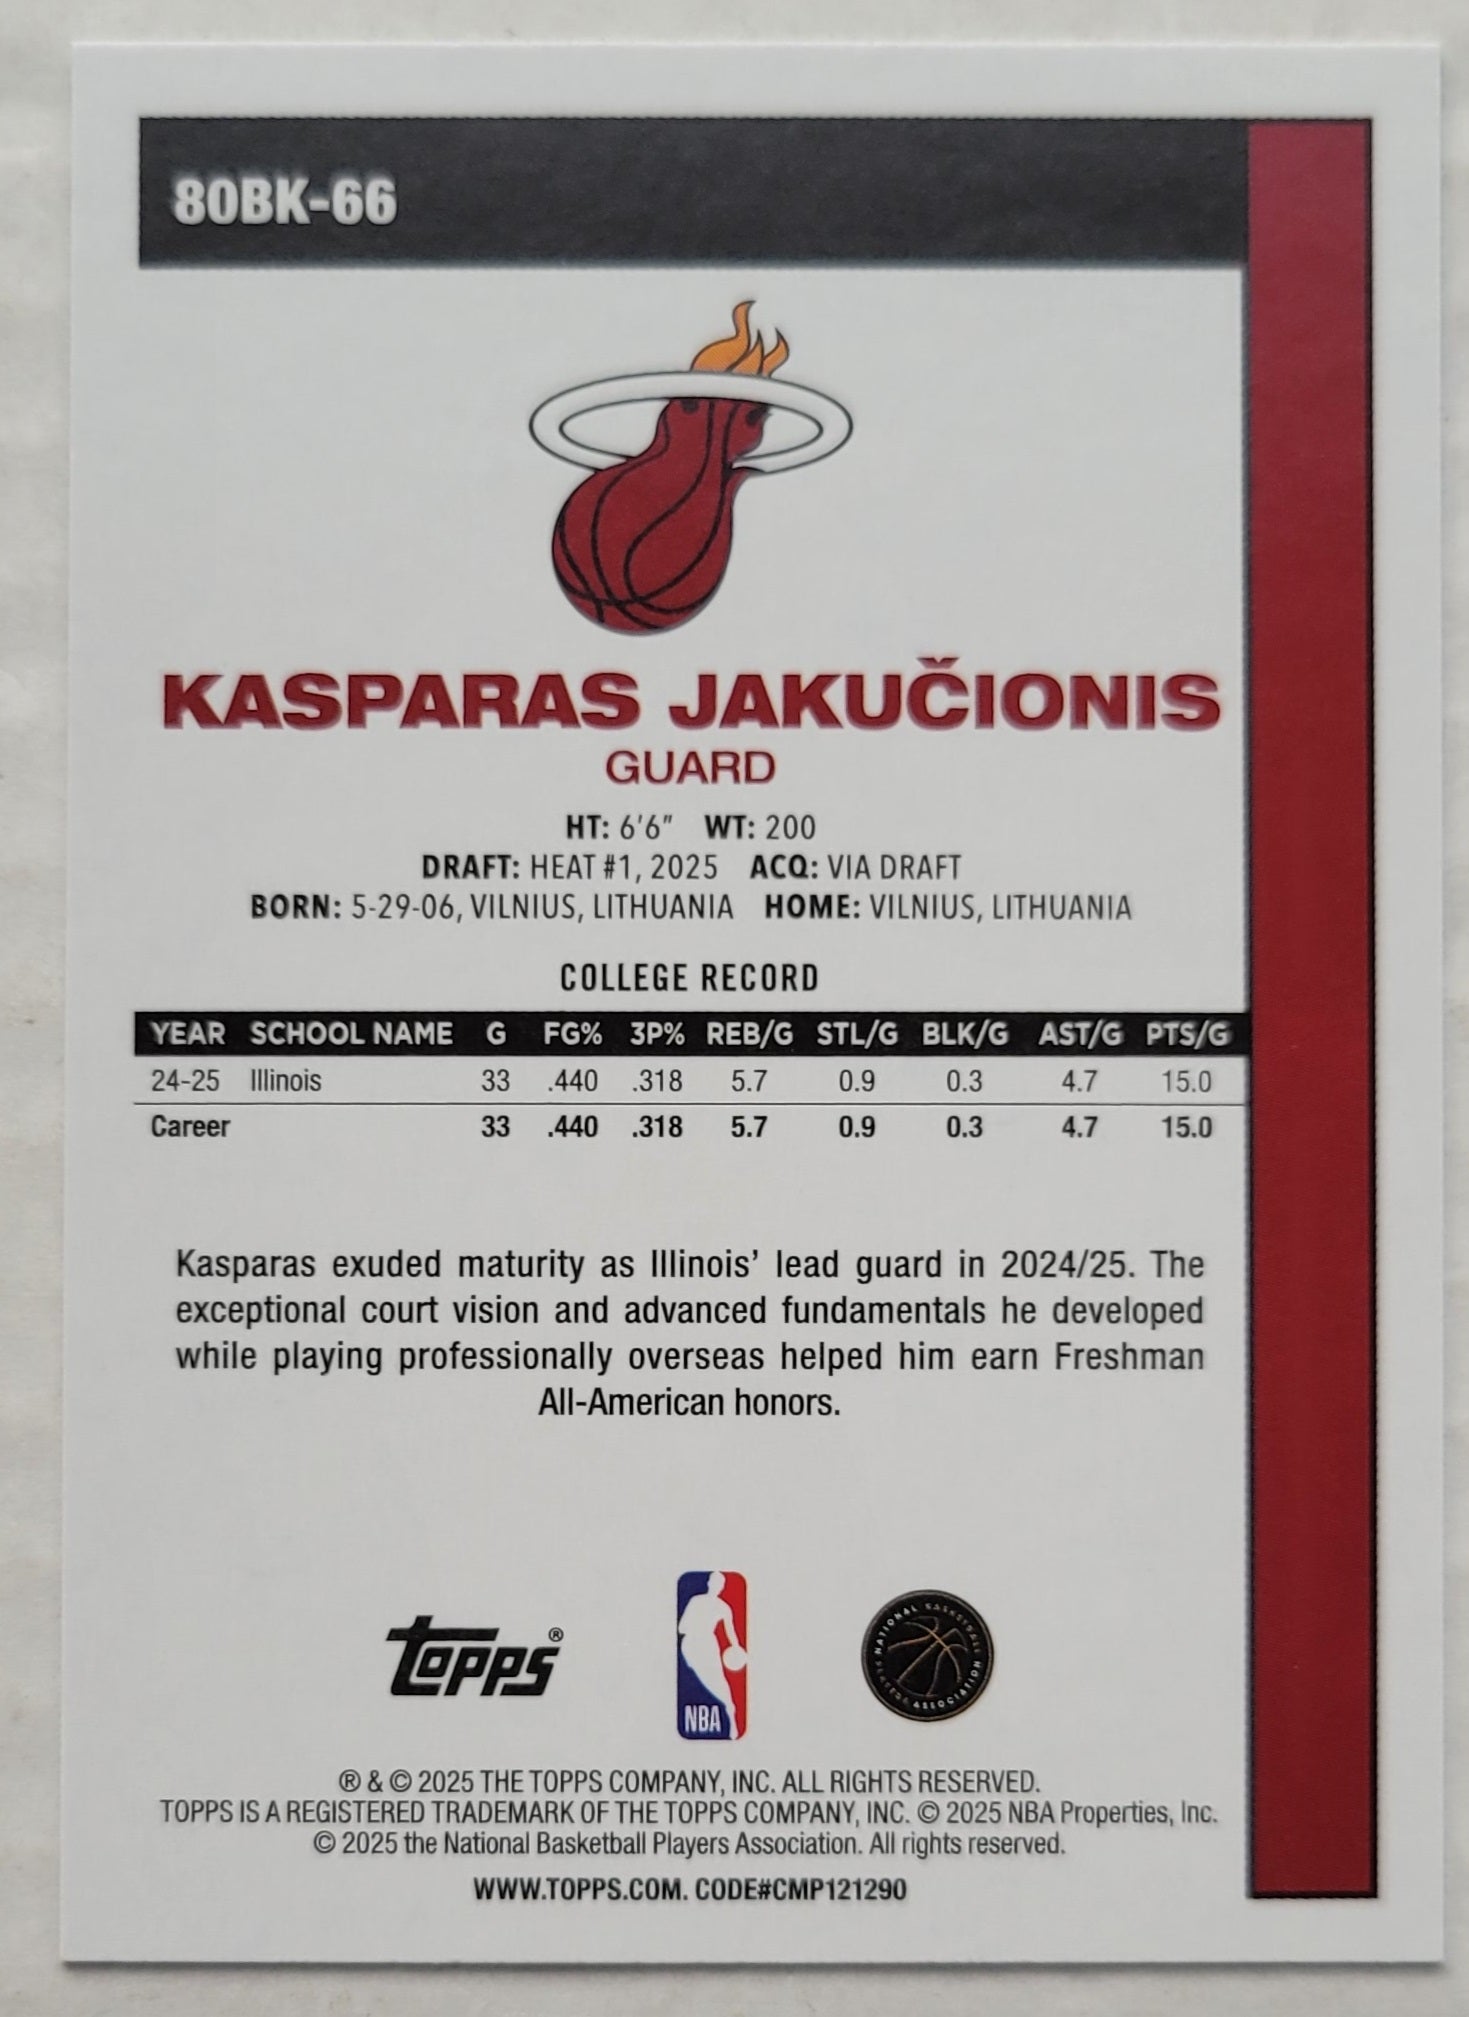 80BK-66
KASPARAS JAKUČIONIS
GUARD
HT: 6'6" WT: 200
DRAFT: HEAT #1, 2025 ACQ: VIA DRAFT
BORN: 5-29-06, VILNIUS, LITHUANIA HOME: VILNIUS, LITHUANIA
COLLEGE RECORD
YEAR SCHOOL NAME G FG% 3P% REB/G STL/G BLK/G AST/G PTS/G
24-25 Illinois 33 .440 .318 5.7 0.9 0.3 4.7 15.0
Career 33 .440 .318 5.7 0.9 0.3 4.7 15.0
Kasparas exuded maturity as Illinois' lead guard in 2024/25. The
exceptional court vision and advanced fundamentals he developed
while playing professionally overseas helped him earn Freshman
All-American honors.
Topps®
NBA
NATIONAL BASKETBALL PLAYERS ASSOCIATION
® & © 2025 THE TOPPS COMPANY, INC. ALL RIGHTS RESERVED.
TOPPS IS A REGISTERED TRADEMARK OF THE TOPPS COMPANY, INC. © 2025 NBA Properties, Inc.
© 2025 the National Basketball Players Association. All rights reserved.
WWW.TOPPS.COM. CODE#CMP121290